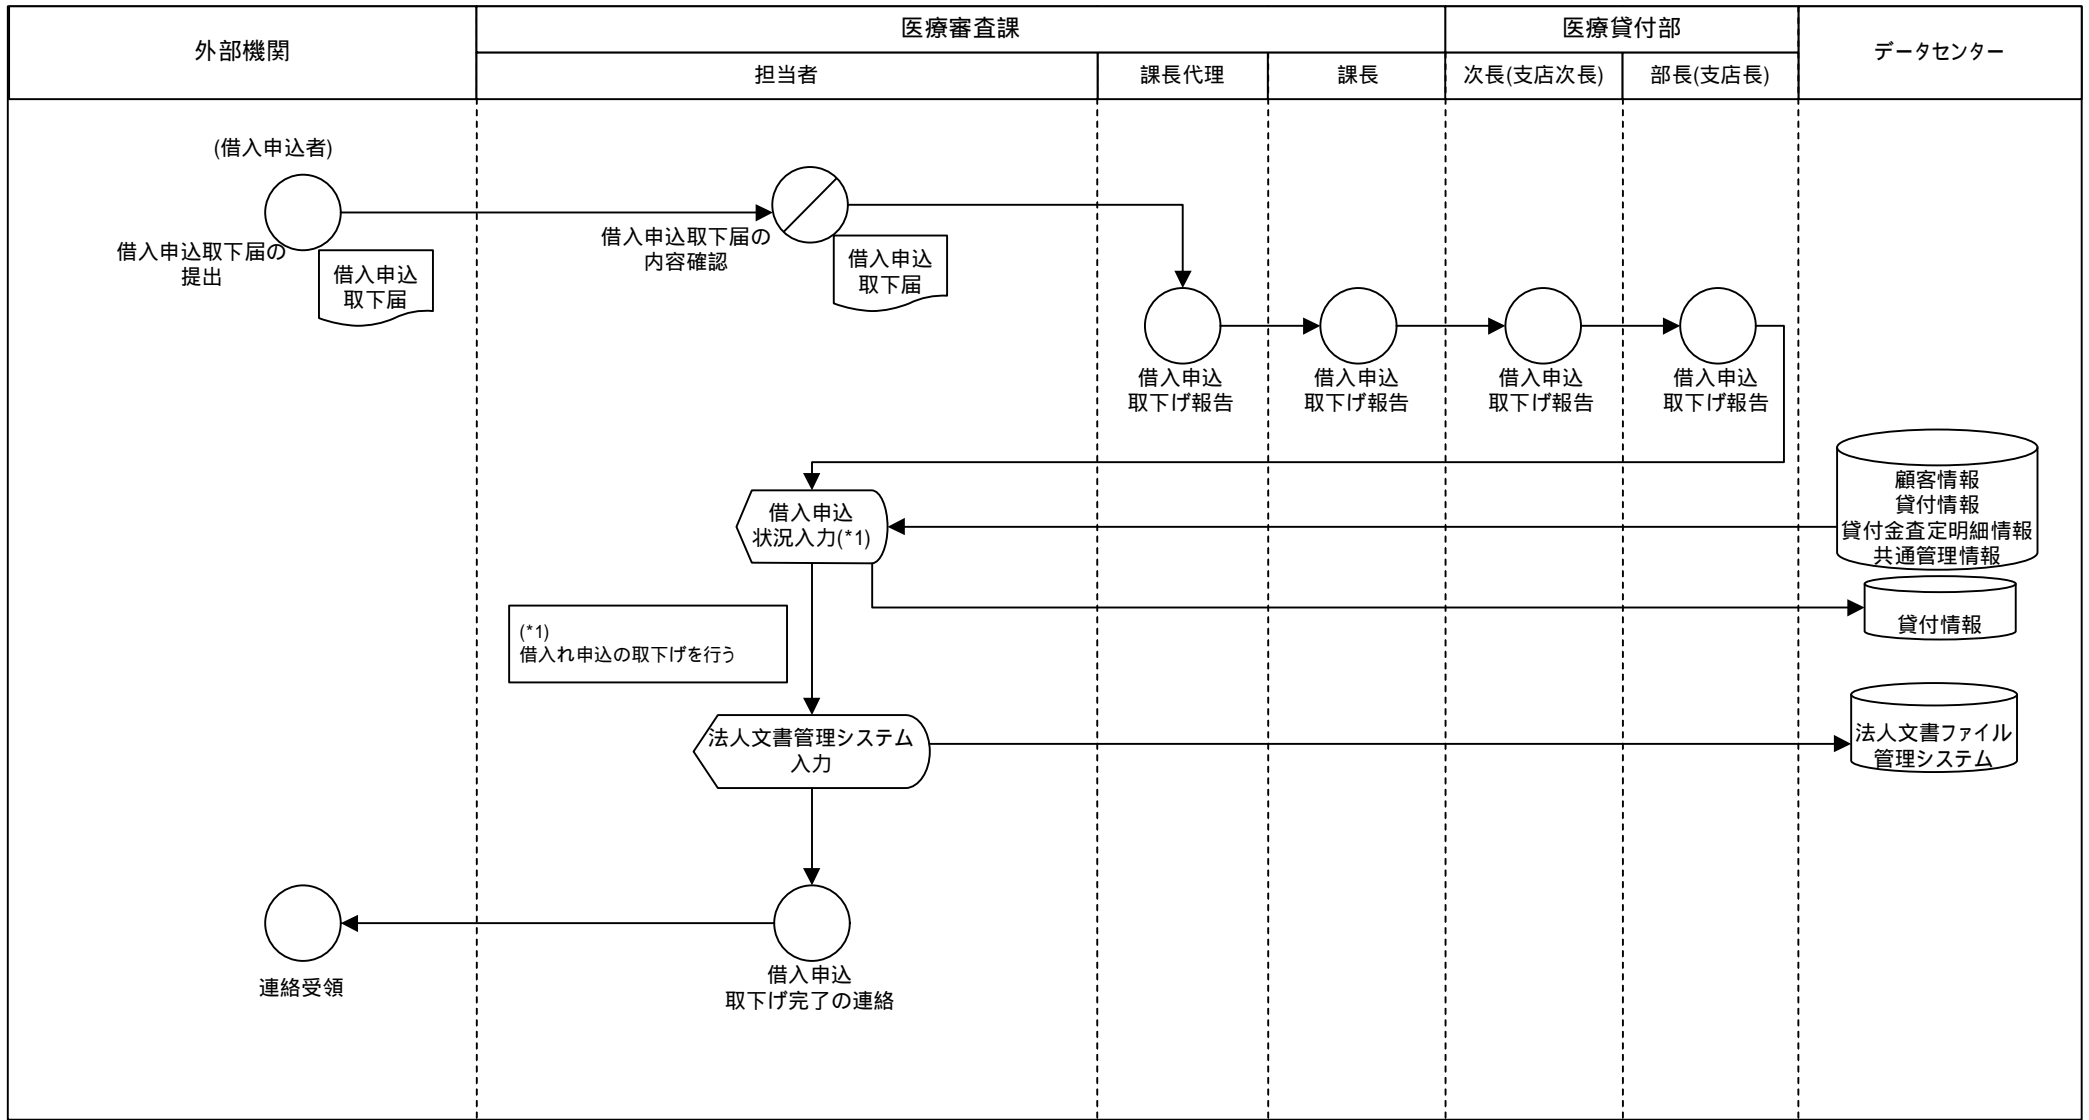 外部機関
医療審査課
医療貸付部
データセンター
担当者
課長代理
課長
次長(支店次長)
部長(支店長)
(借入申込者)
借入申込取下届の
提出
借入申込
取下届
借入申込取下届の
内容確認
借入申込
取下届
借入申込
取下げ報告
借入申込
取下げ報告
借入申込
取下げ報告
借入申込
取下げ報告
借入申込
状況入力(*1)
顧客情報
貸付情報
貸付金査定明細情報
共通管理情報
貸付情報
(*1)
借入れ申込の取下げを行う
法人文書管理システム
入力
法人文書ファイル
管理システム
連絡受領
借入申込
取下げ完了の連絡